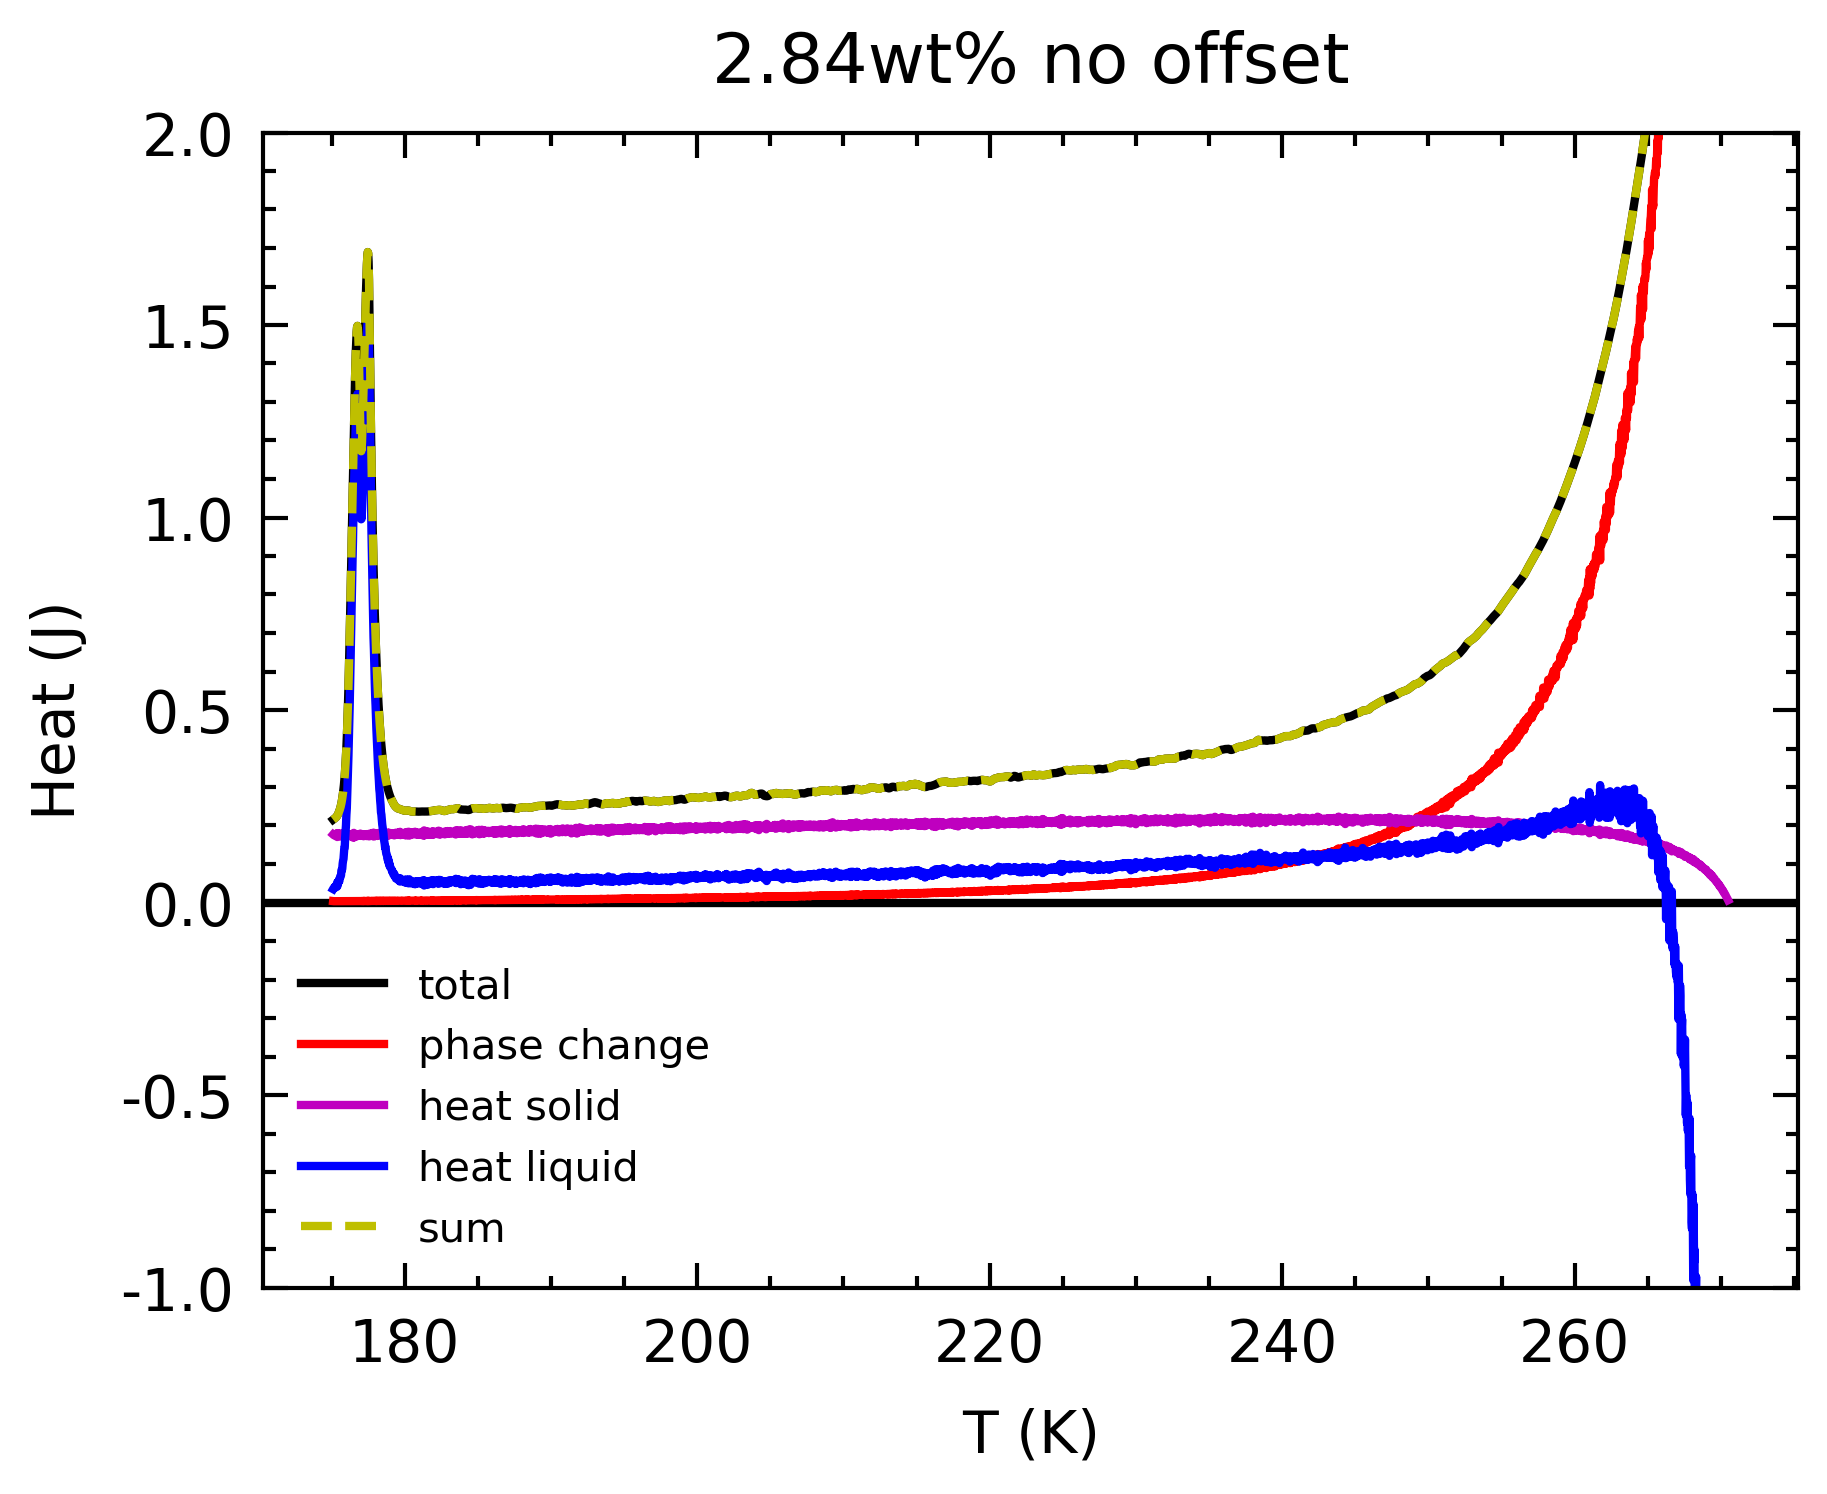 2.84wt% no offset
2.0
1.5
1.0
0.5
0.0
-0.5
-1.0
Heat (J)
total
phase change
heat solid
heat liquid
sum
180 200 220 240 260
T (K)